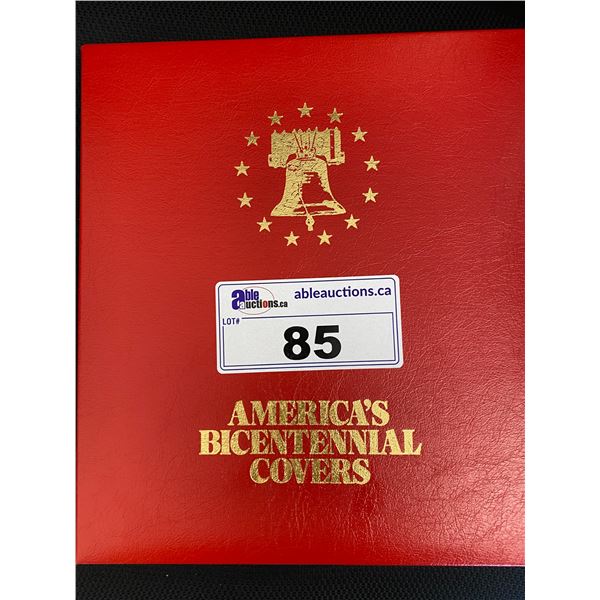 able auctions.ca
ableauctions.ca
LOT#
85
AMERICA'S
BICENTENNIAL
COVERS